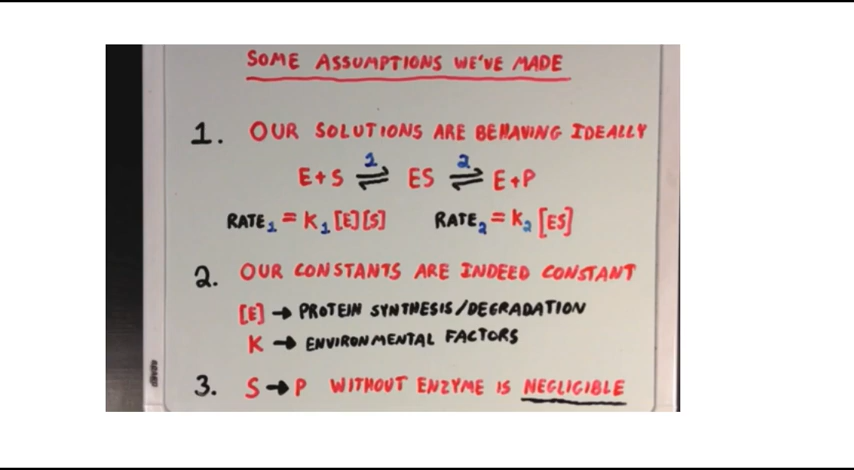 SOME ASSUMPTIONS WE'VE MADE
1. OUR SOLUTIONS ARE BEHAVING IDEALLY
E+S ⇌ 1 ES ⇌ 2 E+P
RATE₁ = K₁ [E][S] RATE₂ = K₂ [ES]
2. OUR CONSTANTS ARE INDEED CONSTANT
[E] → PROTEIN SYNTHESIS/DEGRADATION
K → ENVIRONMENTAL FACTORS
3. S → P WITHOUT ENZYME IS NEGLIGIBLE